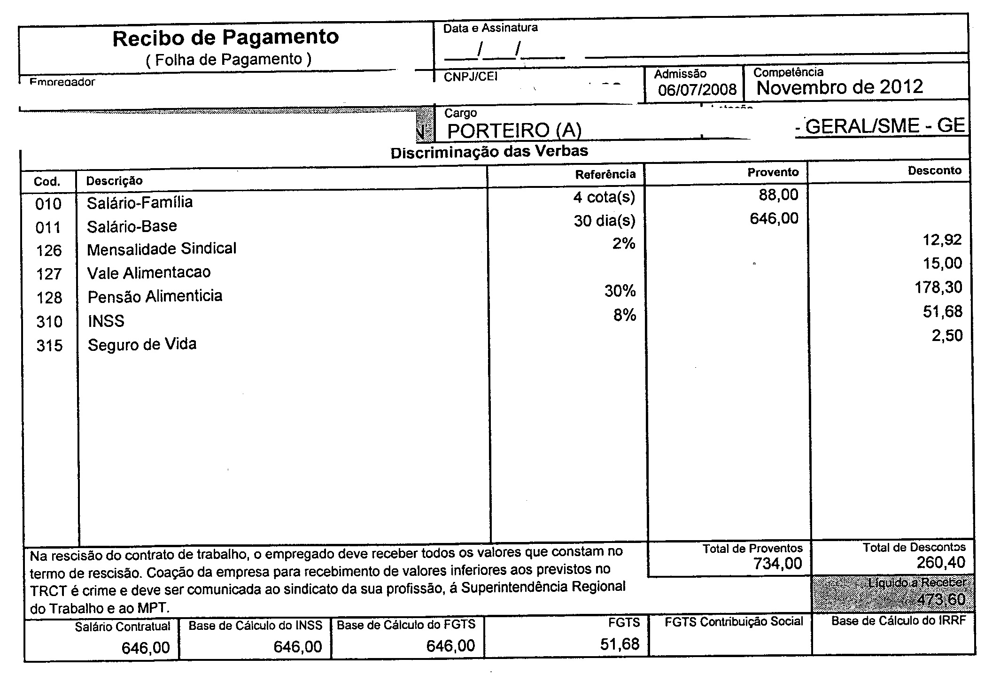 Recibo de Pagamento
( Folha de Pagamento )
Data e Assinatura
___/___/____
Empregador
CNPJ/CEI
Admissão
06/07/2008
Competência
Novembro de 2012
Cargo
PORTEIRO (A)
- GERAL/SME - GE
Discriminação das Verbas
Cod. Descrição Referência Provento Desconto
010 Salário-Família 4 cota(s) 88,00
011 Salário-Base 30 dia(s) 646,00
126 Mensalidade Sindical 2% 12,92
127 Vale Alimentacao 15,00
128 Pensão Alimenticia 30% 178,30
310 INSS 8% 51,68
315 Seguro de Vida 2,50
Na rescisão do contrato de trabalho, o empregado deve receber todos os valores que constam no
termo de rescisão. Coação da empresa para recebimento de valores inferiores aos previstos no
TRCT é crime e deve ser comunicada ao sindicato da sua profissão, á Superintendência Regional
do Trabalho e ao MPT.
Total de Proventos
734,00
Total de Descontos
260,40
Líquido a Receber
473,60
Salário Contratual
646,00
Base de Cálculo do INSS
646,00
Base de Cálculo do FGTS
646,00
FGTS
51,68
FGTS Contribuição Social
Base de Cálculo do IRRF